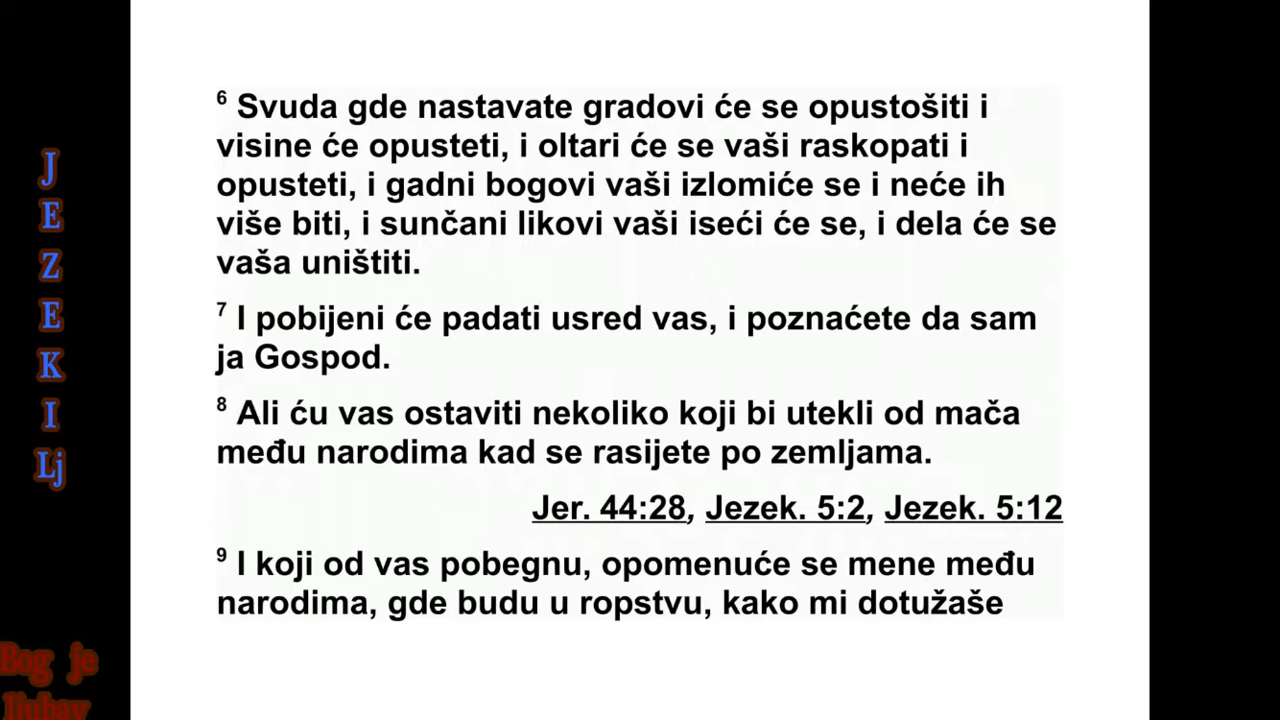 J
E
Z
E
K
I
Lj
Bog je
ljubav
6 Svuda gde nastavate gradovi će se opustošiti i
visine će opusteti, i oltari će se vaši raskopati i
opusteti, i gadni bogovi vaši izlomiće se i neće ih
više biti, i sunčani likovi vaši iseći će se, i dela će se
vaša uništiti.
7 I pobijeni će padati usred vas, i poznaćete da sam
ja Gospod.
8 Ali ću vas ostaviti nekoliko koji bi utekli od mača
među narodima kad se rasijete po zemljama.
Jer. 44:28, Jezek. 5:2, Jezek. 5:12
9 I koji od vas pobegnu, opomenuće se mene među
narodima, gde budu u ropstvu, kako mi dotužaše